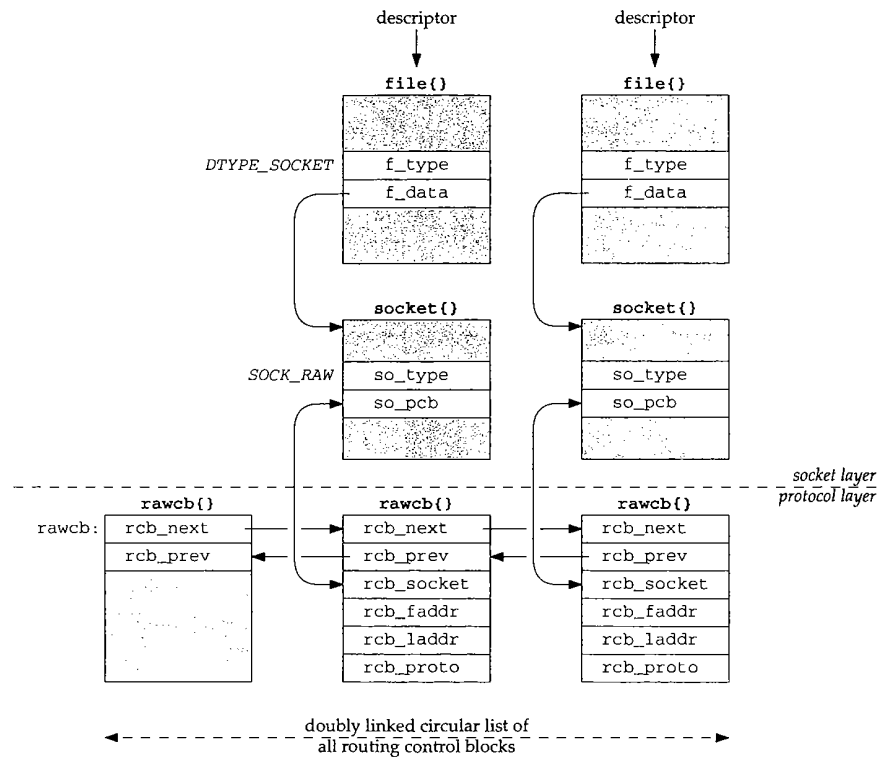 descriptor descriptor
file{} file{}
DTYPE_SOCKET f_type f_type
f_data f_data
socket{} socket{}
SOCK_RAW so_type so_type
so_pcb so_pcb
socket layer
protocol layer
rawcb{} rawcb{} rawcb{}
rawcb: rcb_next rcb_next rcb_next
rcb_prev rcb_prev rcb_prev
rcb_socket rcb_socket
rcb_faddr rcb_faddr
rcb_laddr rcb_laddr
rcb_proto rcb_proto
doubly linked circular list of
all routing control blocks